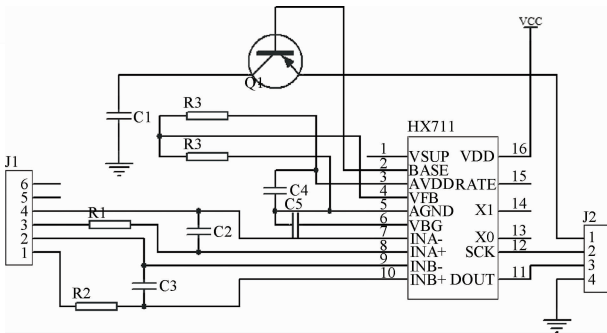 VCC
Q1
C1
R3
R3
HX711
J1
1 VSUP VDD 16
2 BASE
3 AVDD RATE 15
4 VFB
5 AGND X1 14
6 VBG
7 INA- X0 13
8 INA+ SCK 12
9 INB-
10 INB+ DOUT 11
C4
C5
6
5
4
3
2
1
R1
C2
C3
R2
J2
1
2
3
4